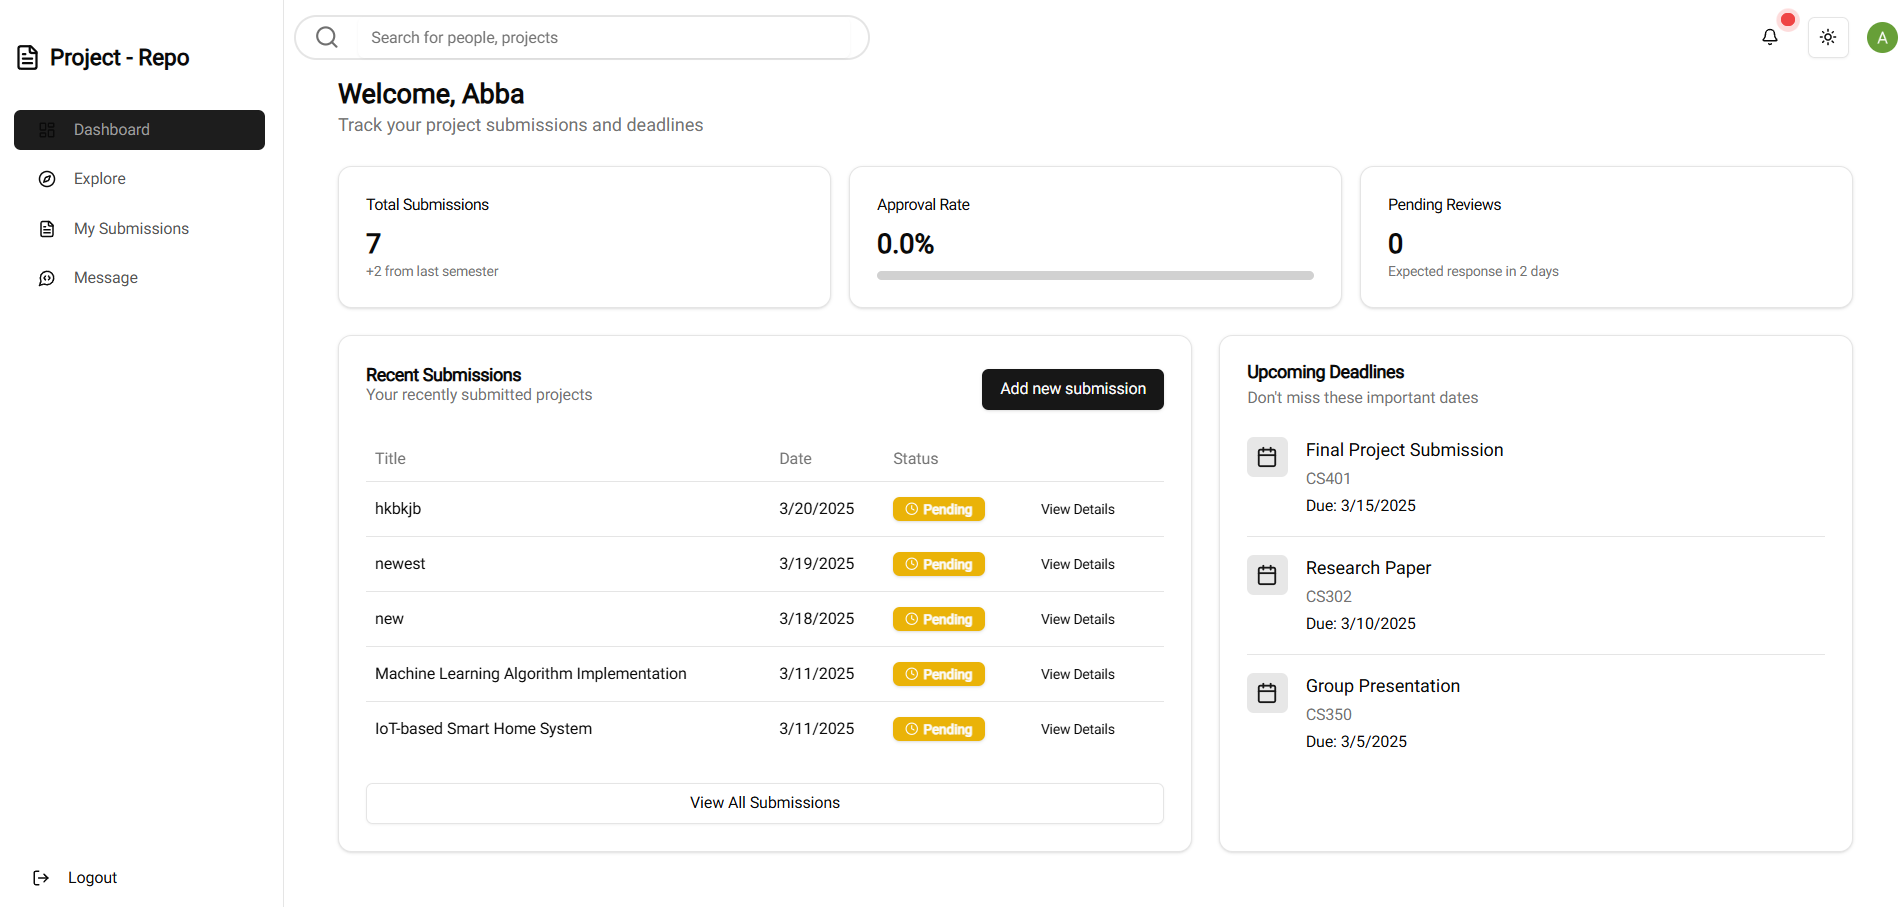 Project - Repo
Dashboard
Explore
My Submissions
Message
Logout
Search for people, projects
A
Welcome, Abba
Track your project submissions and deadlines
Total Submissions
7
+2 from last semester
Approval Rate
0.0%
Pending Reviews
0
Expected response in 2 days
Recent Submissions
Your recently submitted projects
Add new submission
Title Date Status
hkbkjb 3/20/2025 Pending View Details
newest 3/19/2025 Pending View Details
new 3/18/2025 Pending View Details
Machine Learning Algorithm Implementation 3/11/2025 Pending View Details
IoT-based Smart Home System 3/11/2025 Pending View Details
View All Submissions
Upcoming Deadlines
Don't miss these important dates
Final Project Submission
CS401
Due: 3/15/2025
Research Paper
CS302
Due: 3/10/2025
Group Presentation
CS350
Due: 3/5/2025